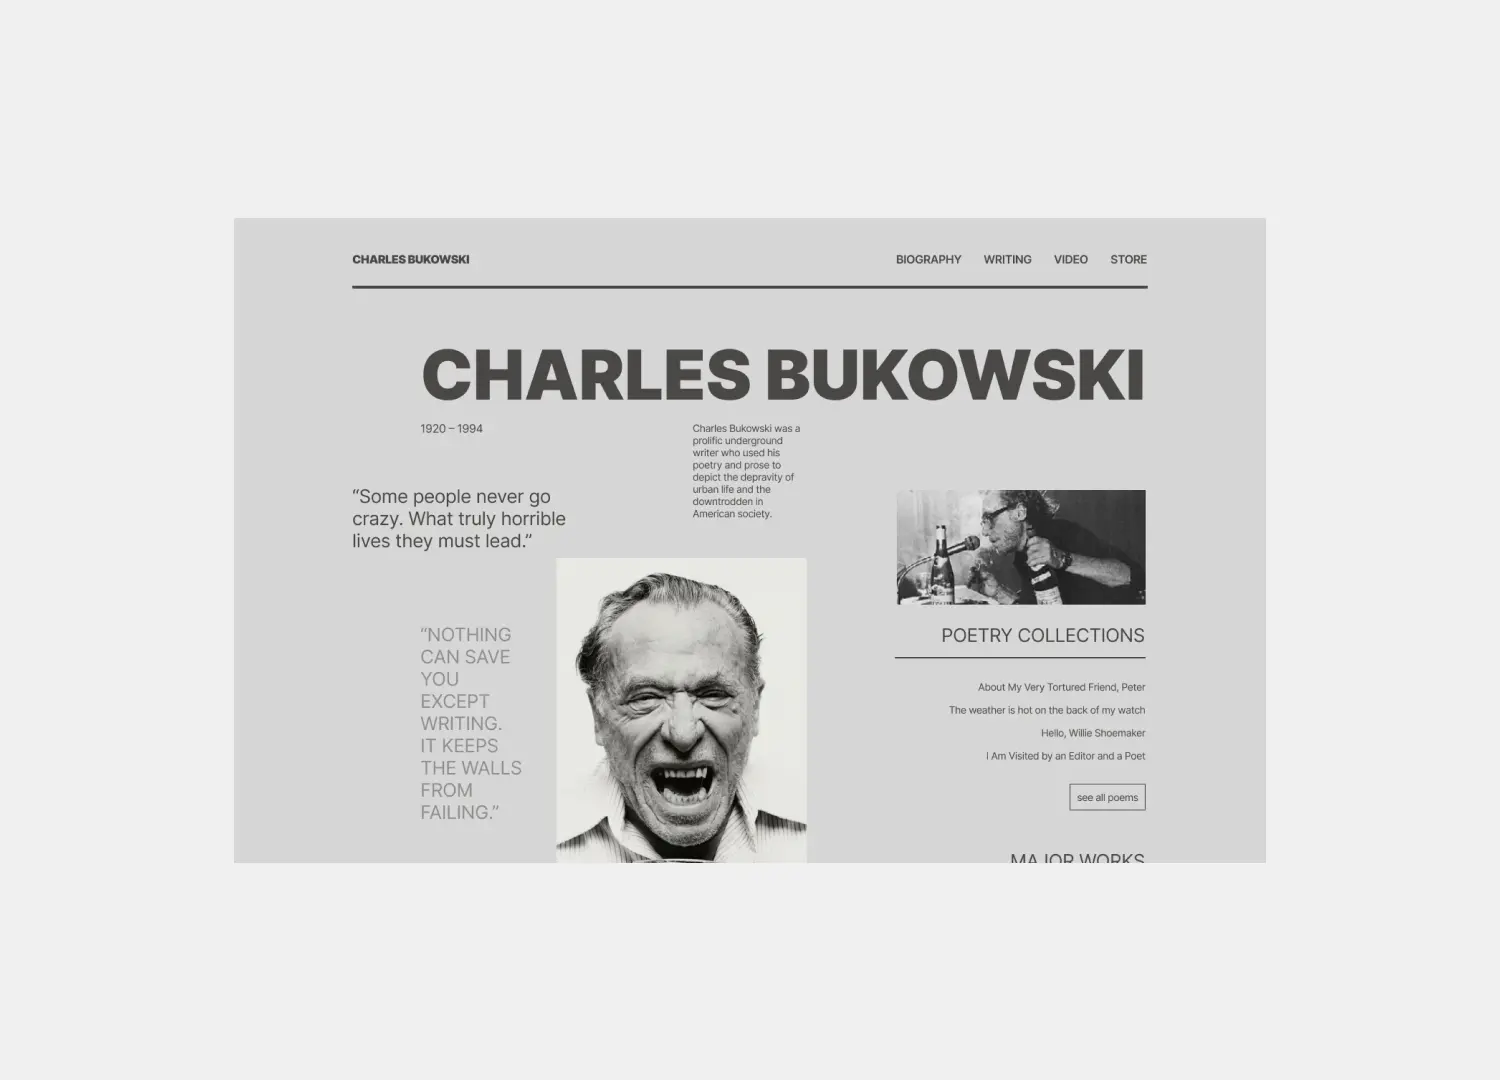 CHARLES BUKOWSKI
BIOGRAPHY WRITING VIDEO STORE
CHARLES BUKOWSKI
1920 – 1994
Charles Bukowski was a
prolific underground
writer who used his
poetry and prose to
depict the depravity of
urban life and the
downtrodden in
American society.
“Some people never go
crazy. What truly horrible
lives they must lead.”
“NOTHING
CAN SAVE
YOU
EXCEPT
WRITING.
IT KEEPS
THE WALLS
FROM
FAILING.”
POETRY COLLECTIONS
About My Very Tortured Friend, Peter
The weather is hot on the back of my watch
Hello, Willie Shoemaker
I Am Visited by an Editor and a Poet
see all poems
MAJOR WORKS